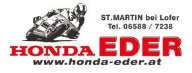 ST.MARTIN bei Lofer
Tel. 06588 / 7238
HONDA EDER
www.honda-eder.at